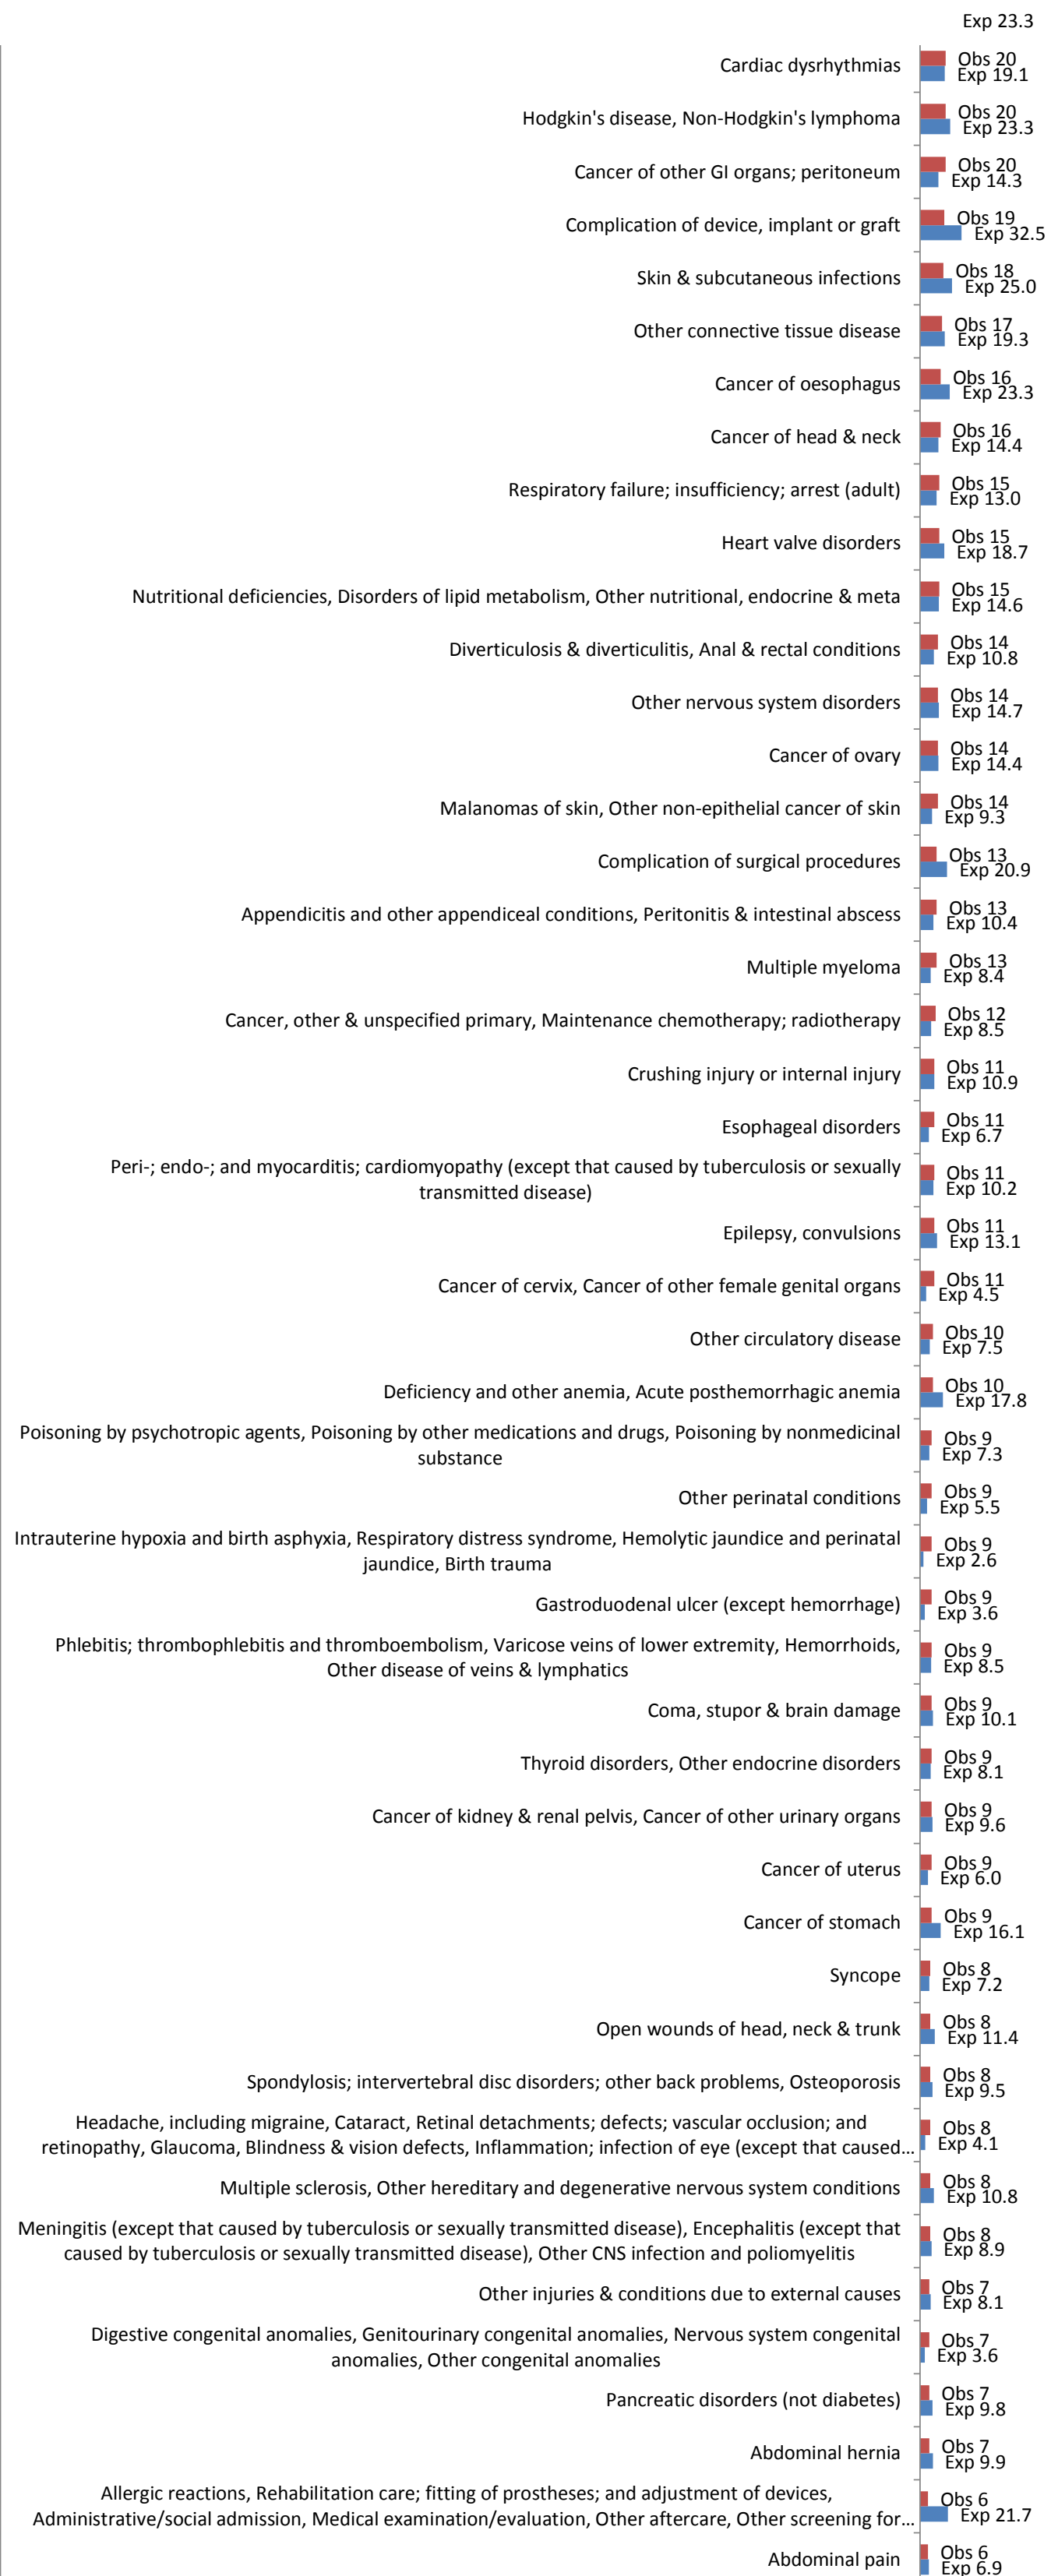 Exp 23.3
Cardiac dysrhythmias
Obs 20
Exp 19.1
Hodgkin's disease, Non-Hodgkin's lymphoma
Obs 20
Exp 23.3
Cancer of other GI organs; peritoneum
Obs 20
Exp 14.3
Complication of device, implant or graft
Obs 19
Exp 32.5
Skin & subcutaneous infections
Obs 18
Exp 25.0
Other connective tissue disease
Obs 17
Exp 19.3
Cancer of oesophagus
Obs 16
Exp 23.3
Cancer of head & neck
Obs 16
Exp 14.4
Respiratory failure; insufficiency; arrest (adult)
Obs 15
Exp 13.0
Heart valve disorders
Obs 15
Exp 18.7
Nutritional deficiencies, Disorders of lipid metabolism, Other nutritional, endocrine & meta
Obs 15
Exp 14.6
Diverticulosis & diverticulitis, Anal & rectal conditions
Obs 14
Exp 10.8
Other nervous system disorders
Obs 14
Exp 14.7
Cancer of ovary
Obs 14
Exp 14.4
Malanomas of skin, Other non-epithelial cancer of skin
Obs 14
Exp 9.3
Complication of surgical procedures
Obs 13
Exp 20.9
Appendicitis and other appendiceal conditions, Peritonitis & intestinal abscess
Obs 13
Exp 10.4
Multiple myeloma
Obs 13
Exp 8.4
Cancer, other & unspecified primary, Maintenance chemotherapy; radiotherapy
Obs 12
Exp 8.5
Crushing injury or internal injury
Obs 11
Exp 10.9
Esophageal disorders
Obs 11
Exp 6.7
Peri-; endo-; and myocarditis; cardiomyopathy (except that caused by tuberculosis or sexually
transmitted disease)
Obs 11
Exp 10.2
Epilepsy, convulsions
Obs 11
Exp 13.1
Cancer of cervix, Cancer of other female genital organs
Obs 11
Exp 4.5
Other circulatory disease
Obs 10
Exp 7.5
Deficiency and other anemia, Acute posthemorrhagic anemia
Obs 10
Exp 17.8
Poisoning by psychotropic agents, Poisoning by other medications and drugs, Poisoning by nonmedicinal
substance
Obs 9
Exp 7.3
Other perinatal conditions
Obs 9
Exp 5.5
Intrauterine hypoxia and birth asphyxia, Respiratory distress syndrome, Hemolytic jaundice and perinatal
jaundice, Birth trauma
Obs 9
Exp 2.6
Gastroduodenal ulcer (except hemorrhage)
Obs 9
Exp 3.6
Phlebitis; thrombophlebitis and thromboembolism, Varicose veins of lower extremity, Hemorrhoids,
Other disease of veins & lymphatics
Obs 9
Exp 8.5
Coma, stupor & brain damage
Obs 9
Exp 10.1
Thyroid disorders, Other endocrine disorders
Obs 9
Exp 8.1
Cancer of kidney & renal pelvis, Cancer of other urinary organs
Obs 9
Exp 9.6
Cancer of uterus
Obs 9
Exp 6.0
Cancer of stomach
Obs 9
Exp 16.1
Syncope
Obs 8
Exp 7.2
Open wounds of head, neck & trunk
Obs 8
Exp 11.4
Spondylosis; intervertebral disc disorders; other back problems, Osteoporosis
Obs 8
Exp 9.5
Headache, including migraine, Cataract, Retinal detachments; defects; vascular occlusion; and
retinopathy, Glaucoma, Blindness & vision defects, Inflammation; infection of eye (except that caused...
Obs 8
Exp 4.1
Multiple sclerosis, Other hereditary and degenerative nervous system conditions
Obs 8
Exp 10.8
Meningitis (except that caused by tuberculosis or sexually transmitted disease), Encephalitis (except that
caused by tuberculosis or sexually transmitted disease), Other CNS infection and poliomyelitis
Obs 8
Exp 8.9
Other injuries & conditions due to external causes
Obs 7
Exp 8.1
Digestive congenital anomalies, Genitourinary congenital anomalies, Nervous system congenital
anomalies, Other congenital anomalies
Obs 7
Exp 3.6
Pancreatic disorders (not diabetes)
Obs 7
Exp 9.8
Abdominal hernia
Obs 7
Exp 9.9
Allergic reactions, Rehabilitation care; fitting of prostheses; and adjustment of devices,
Administrative/social admission, Medical examination/evaluation, Other aftercare, Other screening for...
Obs 6
Exp 21.7
Abdominal pain
Obs 6
Exp 6.9